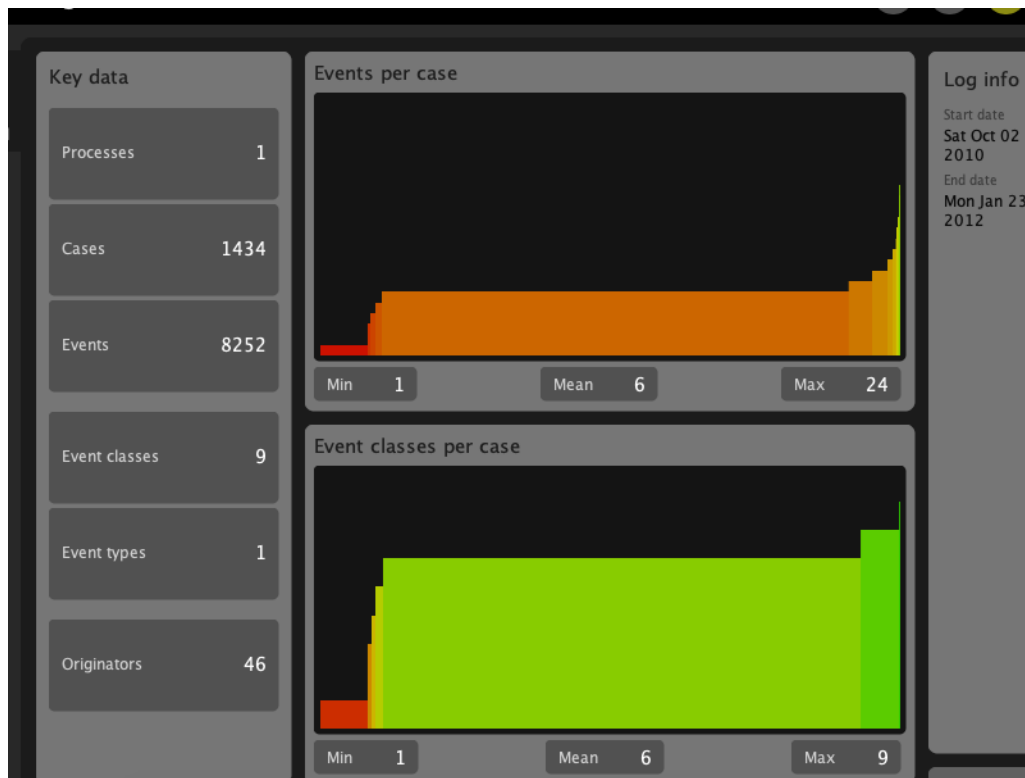 Key data
Processes 1
Cases 1434
Events 8252
Event classes 9
Event types 1
Originators 46
Events per case
Min 1 Mean 6 Max 24
Event classes per case
Min 1 Mean 6 Max 9
Log info
Start date
Sat Oct 02
2010
End date
Mon Jan 23
2012